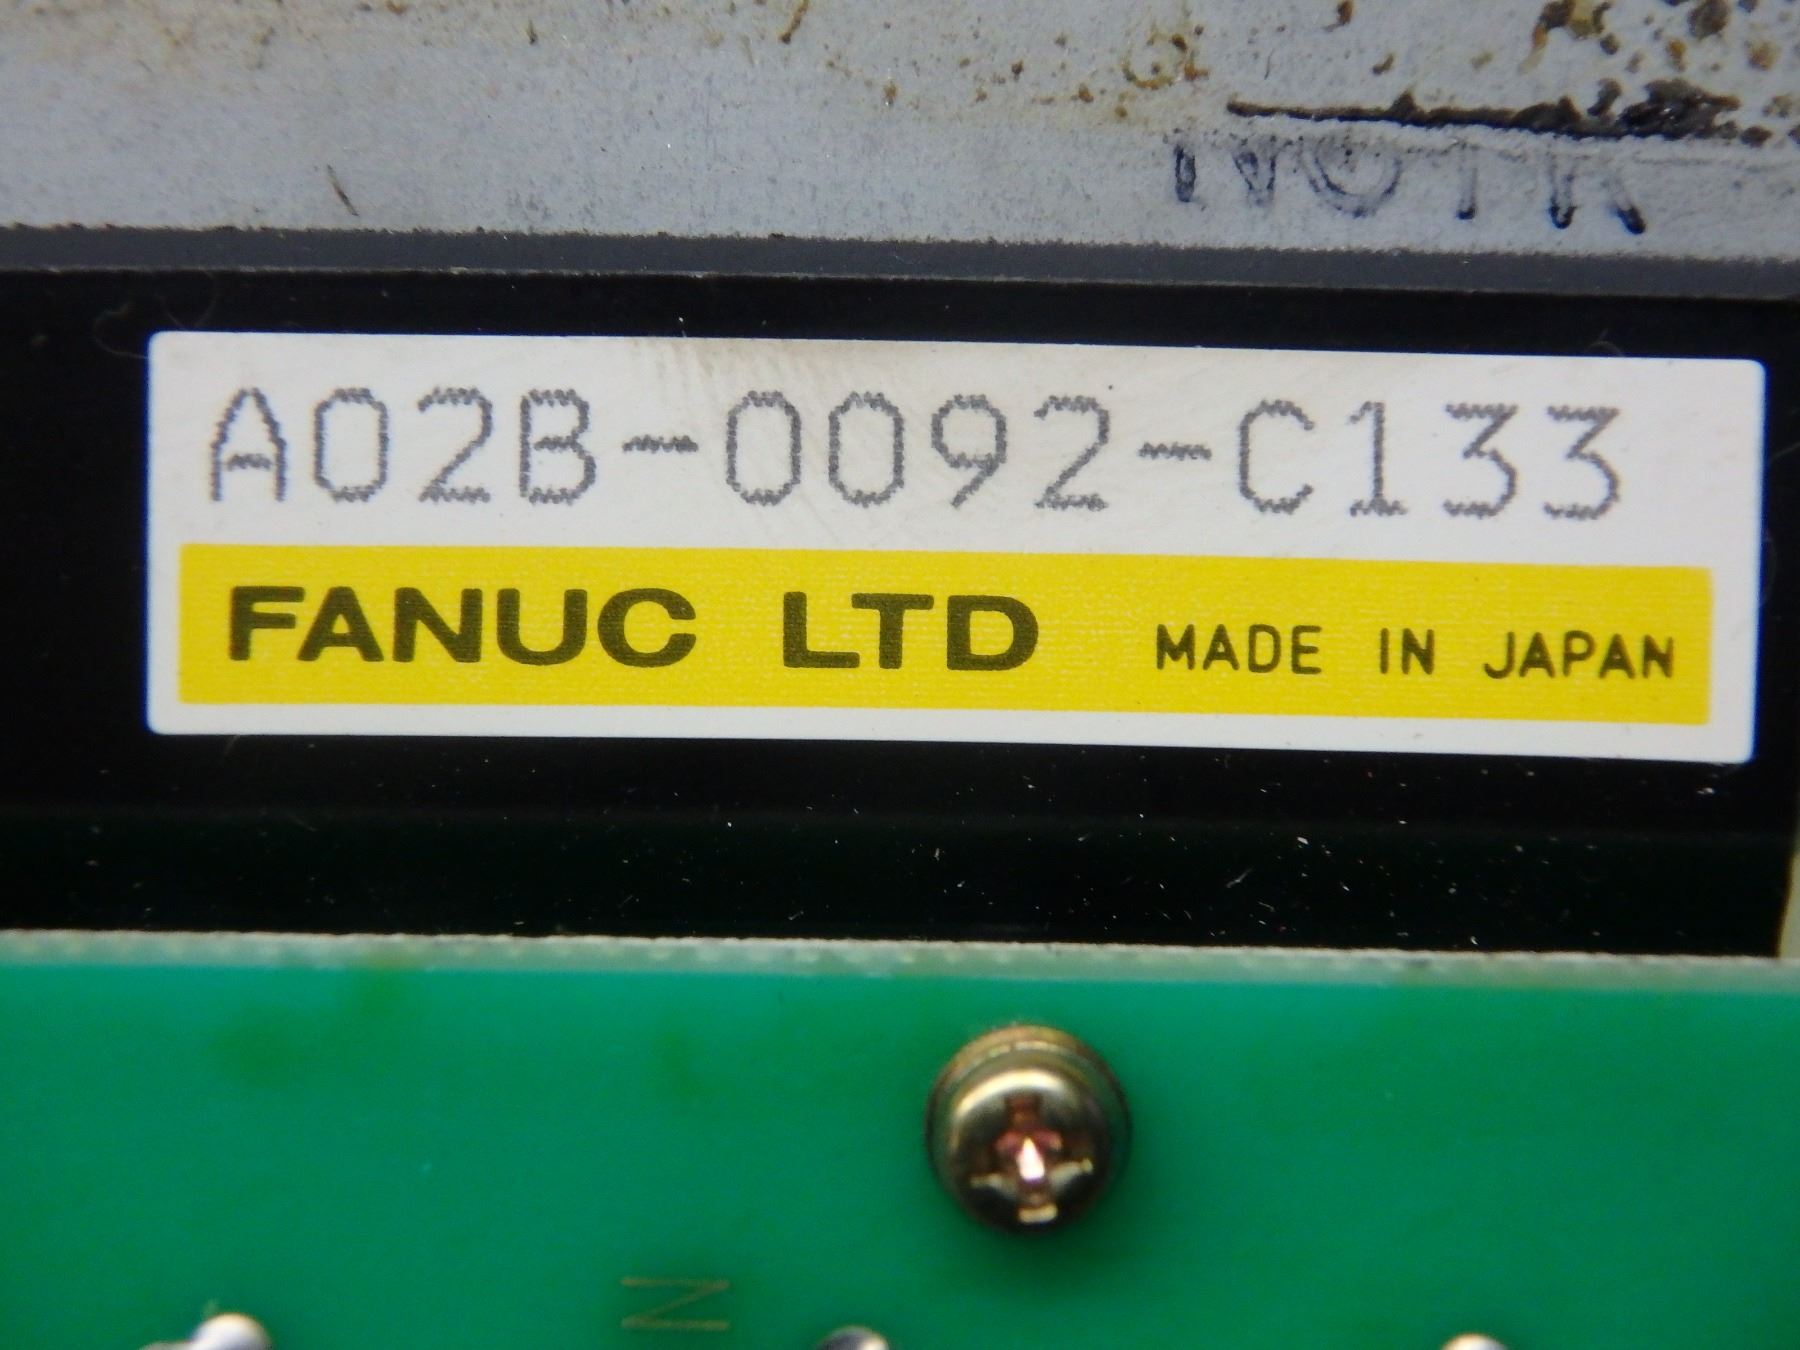 A02B-0092-C133
FANUC LTD MADE IN JAPAN